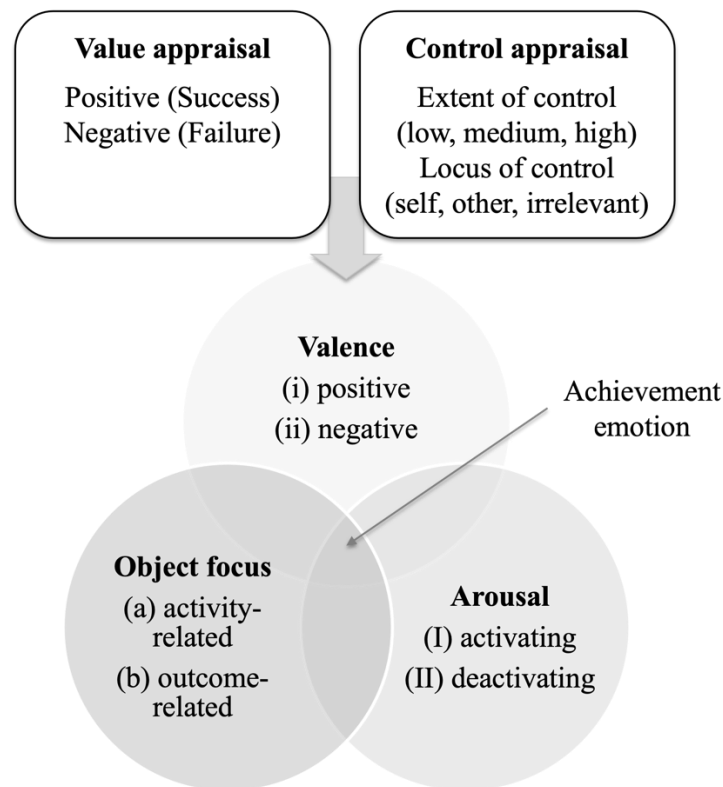 Value appraisal
Positive (Success)
Negative (Failure)
Control appraisal
Extent of control
(low, medium, high)
Locus of control
(self, other, irrelevant)
Valence
(i) positive
(ii) negative
Achievement
emotion
Object focus
(a) activity-
related
(b) outcome-
related
Arousal
(I) activating
(II) deactivating